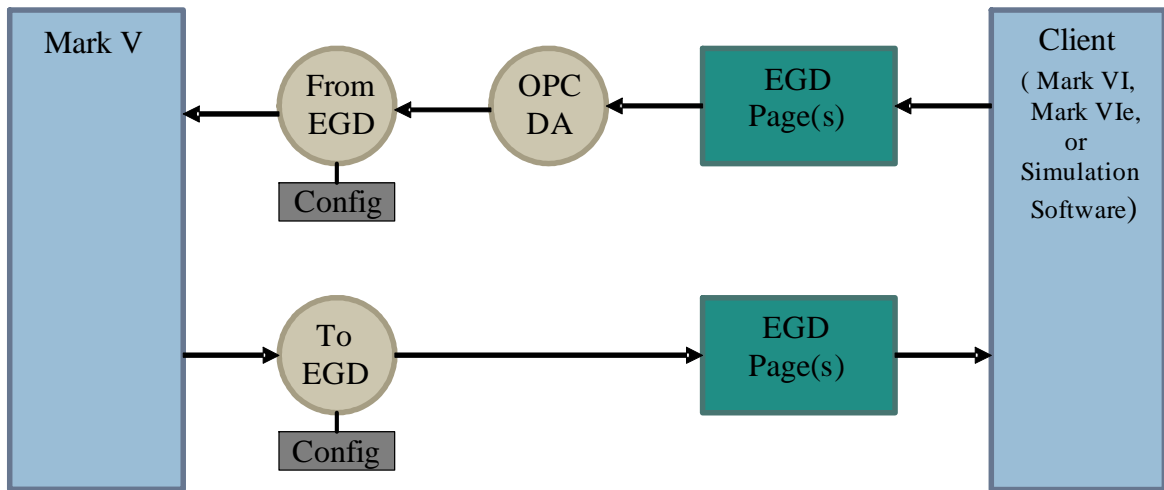 Mark V
From
EGD
Config
OPC
DA
EGD
Page(s)
Client
( Mark VI,
Mark VIe,
or
Simulation
Software)
To
EGD
Config
EGD
Page(s)